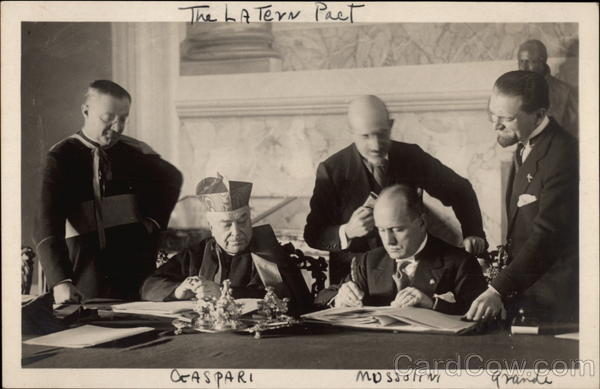 The LATern Pact
GASPARI MUSSOLINI Grandi
CardCow.com